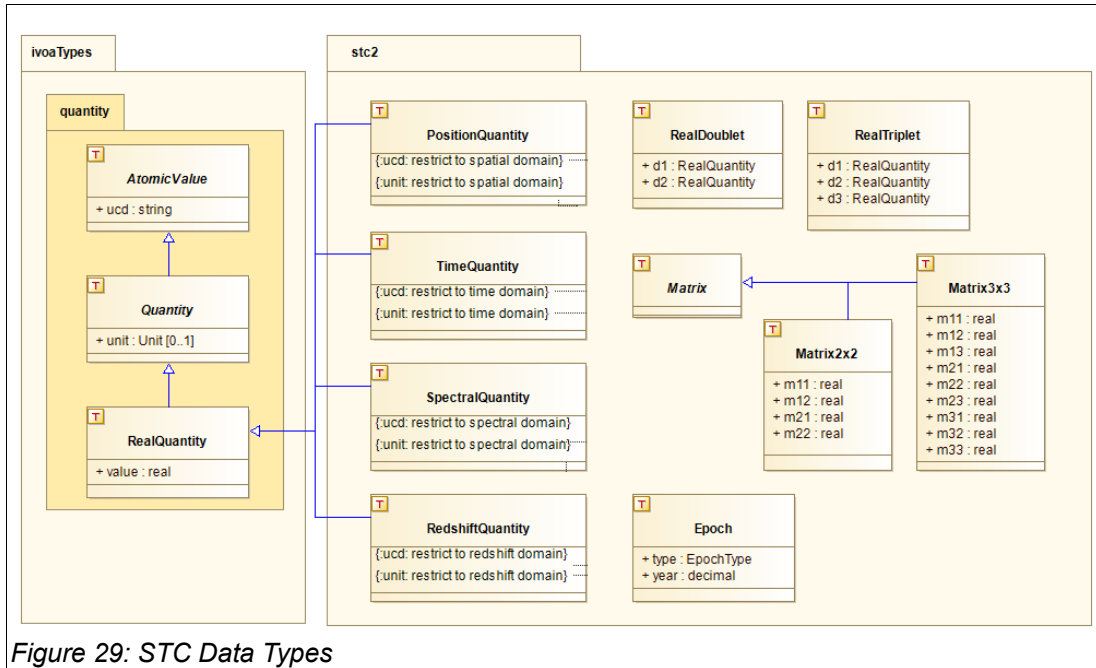 ivoaTypes
quantity
T
AtomicValue
+ ucd : string
T
Quantity
+ unit : Unit [0..1]
T
RealQuantity
+ value : real
stc2
T
PositionQuantity
{:ucd: restrict to spatial domain}
{:unit: restrict to spatial domain}
T
TimeQuantity
{:ucd: restrict to time domain}
{:unit: restrict to time domain}
T
SpectralQuantity
{:ucd: restrict to spectral domain}
{:unit: restrict to spectral domain}
T
RedshiftQuantity
{:ucd: restrict to redshift domain}
{:unit: restrict to redshift domain}
T
RealDoublet
+ d1 : RealQuantity
+ d2 : RealQuantity
T
RealTriplet
+ d1 : RealQuantity
+ d2 : RealQuantity
+ d3 : RealQuantity
T
Matrix
T
Matrix2x2
+ m11 : real
+ m12 : real
+ m21 : real
+ m22 : real
T
Matrix3x3
+ m11 : real
+ m12 : real
+ m13 : real
+ m21 : real
+ m22 : real
+ m23 : real
+ m31 : real
+ m32 : real
+ m33 : real
T
Epoch
+ type : EpochType
+ year : decimal
Figure 29: STC Data Types